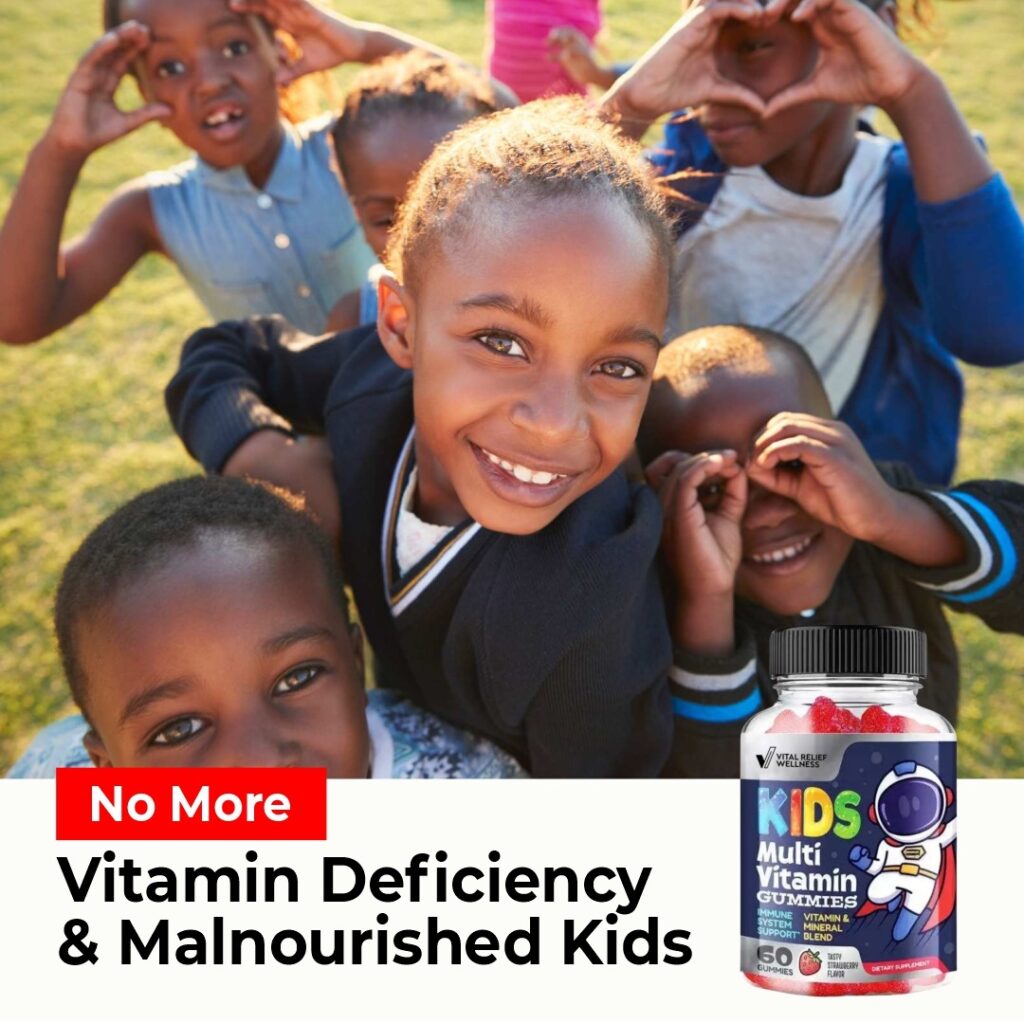 No More
Vitamin Deficiency
& Malnourished Kids
VITAL RELIEF
WELLNESS
KIDS
Multi
Vitamin
GUMMIES
IMMUNE
SYSTEM
SUPPORT*
VITAMIN &
MINERAL
BLEND
60
GUMMIES
TASTY
STRAWBERRY
FLAVOR
DIETARY SUPPLEMENT